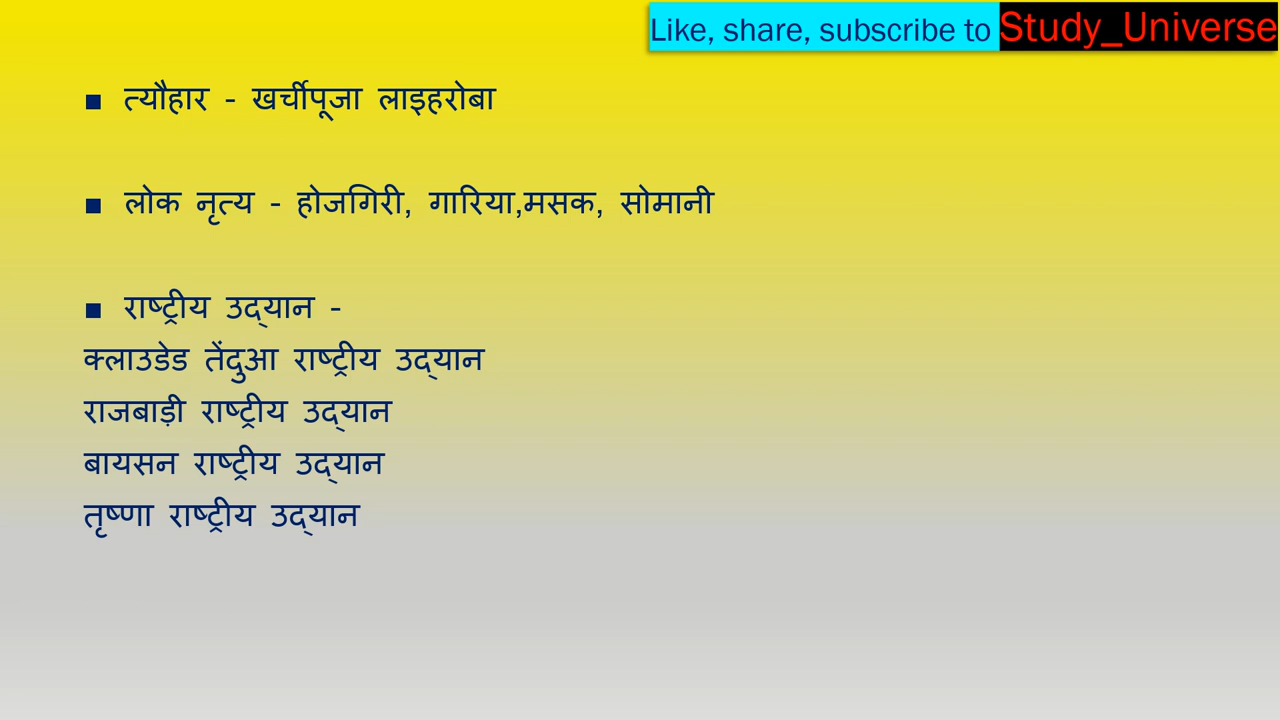 Like, share, subscribe to Study_Universe
▪ त्यौहार - खर्चीपूजा लाइहरोबा
▪ लोक नृत्य - होजगिरी, गारिया,मसक, सोमानी
▪ राष्ट्रीय उद्यान -
क्लाउडेड तेंदुआ राष्ट्रीय उद्यान
राजबाड़ी राष्ट्रीय उद्यान
बायसन राष्ट्रीय उद्यान
तृष्णा राष्ट्रीय उद्यान